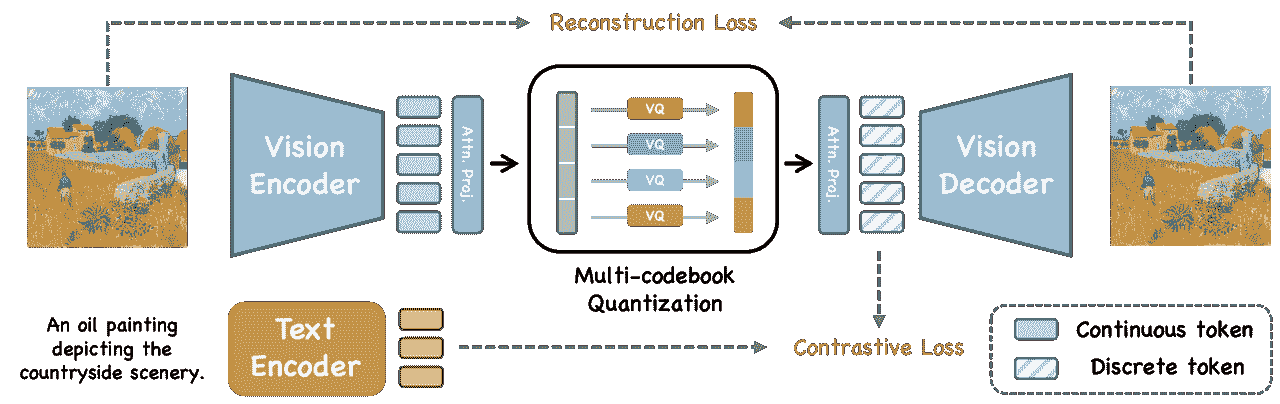 Reconstruction Loss
Vision
Encoder
Attn. Proj.
VQ
VQ
VQ
VQ
Multi-codebook
Quantization
Attn. Proj.
Vision
Decoder
An oil painting
depicting the
countryside scenery.
Text
Encoder
Contrastive Loss
Continuous token
Discrete token